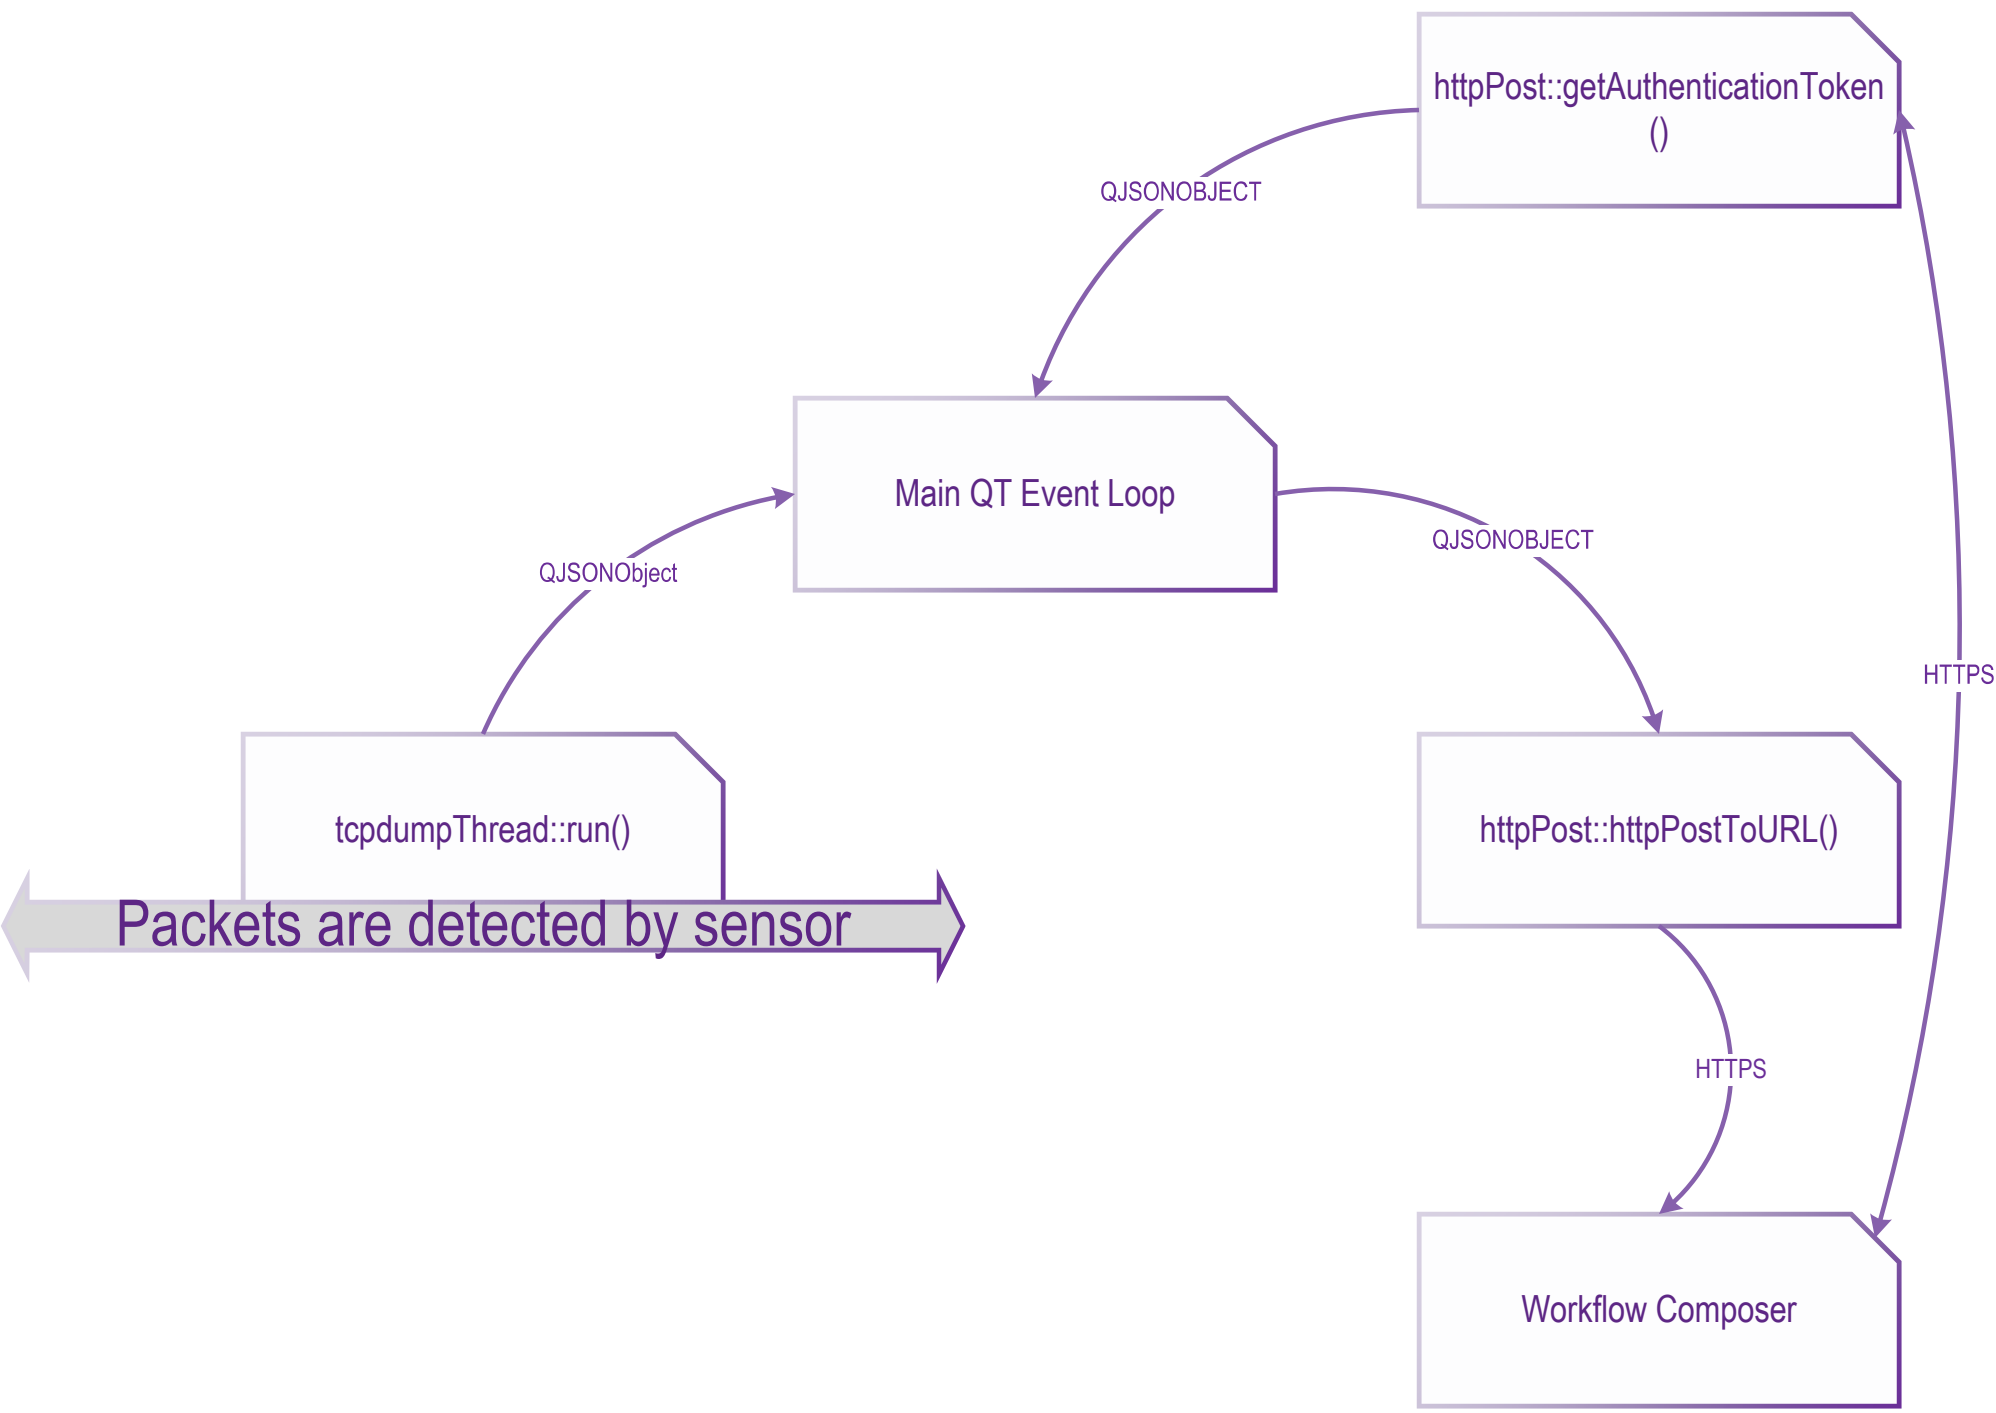 httpPost::getAuthenticationToken
()
QJSONOBJECT
Main QT Event Loop
QJSONOBJECT
QJSONObject
HTTPS
tcpdumpThread::run()
httpPost::httpPostToURL()
Packets are detected by sensor
HTTPS
Workflow Composer